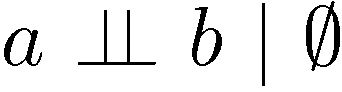 a ⫫ b | ∅